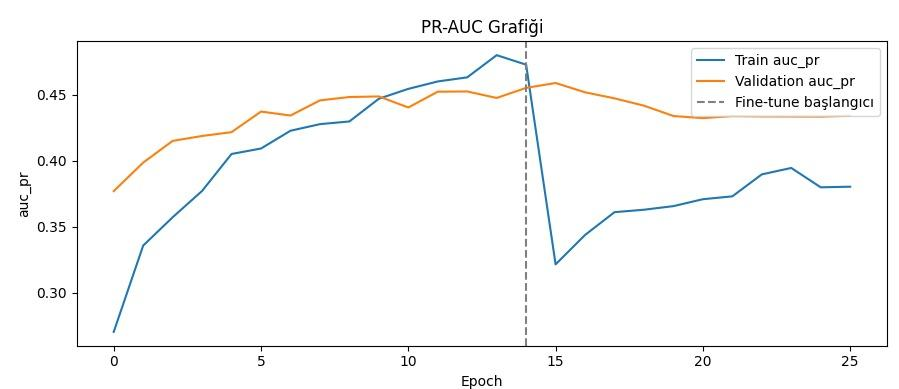 PR-AUC Grafiği
Train auc_pr
Validation auc_pr
Fine-tune başlangıcı
auc_pr
0.45
0.40
0.35
0.30
0
5
10
15
20
25
Epoch